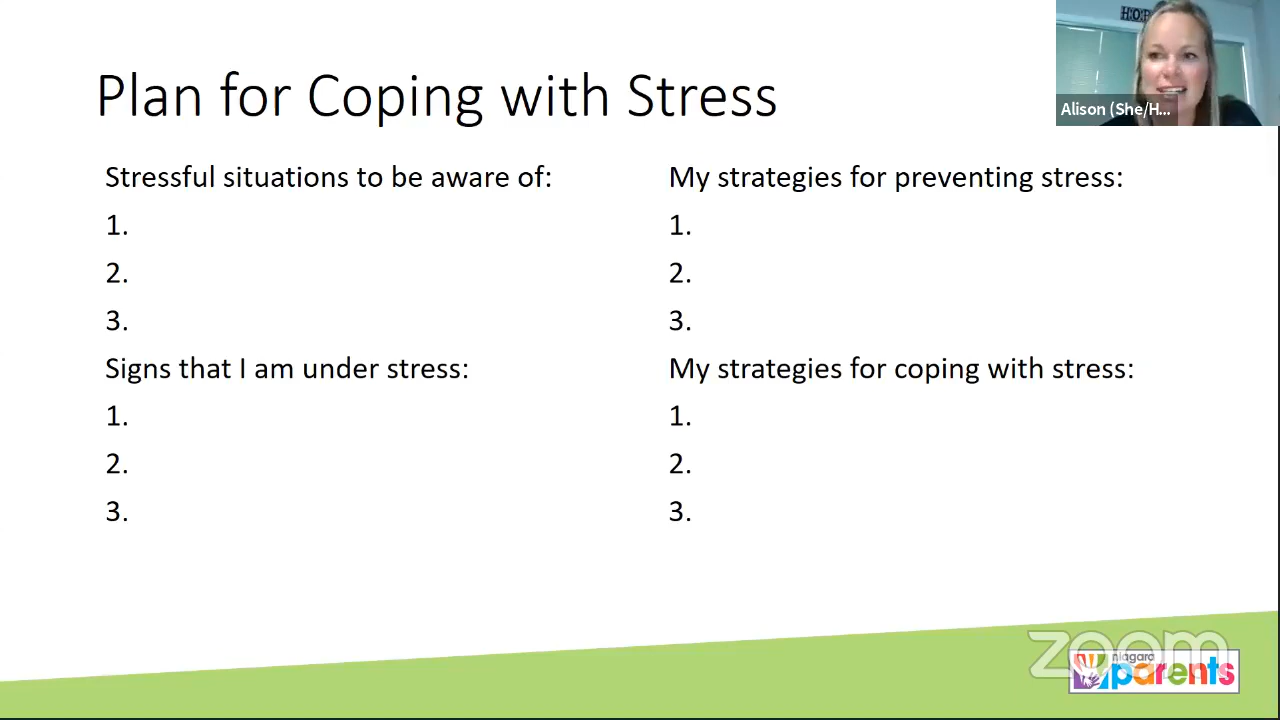 Plan for Coping with Stress
Alison (She/H...
Stressful situations to be aware of:
1.
2.
3.
Signs that I am under stress:
1.
2.
3.
My strategies for preventing stress:
1.
2.
3.
My strategies for coping with stress:
1.
2.
3.
zoom
niagara
parents